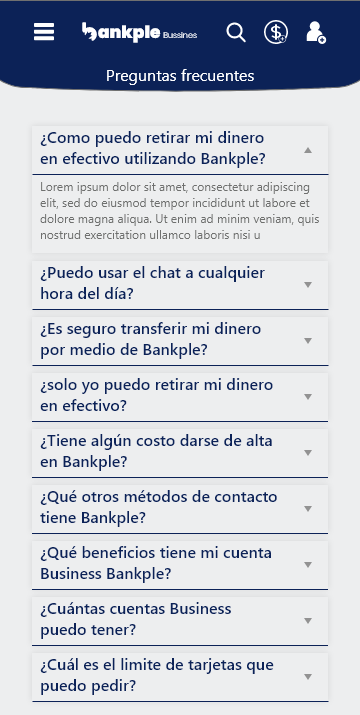 bankple Bussines
Preguntas frecuentes
¿Como puedo retirar mi dinero
en efectivo utilizando Bankple?
Lorem ipsum dolor sit amet, consectetur adipiscing
elit, sed do eiusmod tempor incididunt ut labore et
dolore magna aliqua. Ut enim ad minim veniam, quis
nostrud exercitation ullamco laboris nisi u
¿Puedo usar el chat a cualquier
hora del día?
¿Es seguro transferir mi dinero
por medio de Bankple?
¿solo yo puedo retirar mi dinero
en efectivo?
¿Tiene algún costo darse de alta
en Bankple?
¿Qué otros métodos de contacto
tiene Bankple?
¿Qué beneficios tiene mi cuenta
Business Bankple?
¿Cuántas cuentas Business
puedo tener?
¿Cuál es el limite de tarjetas que
puedo pedir?